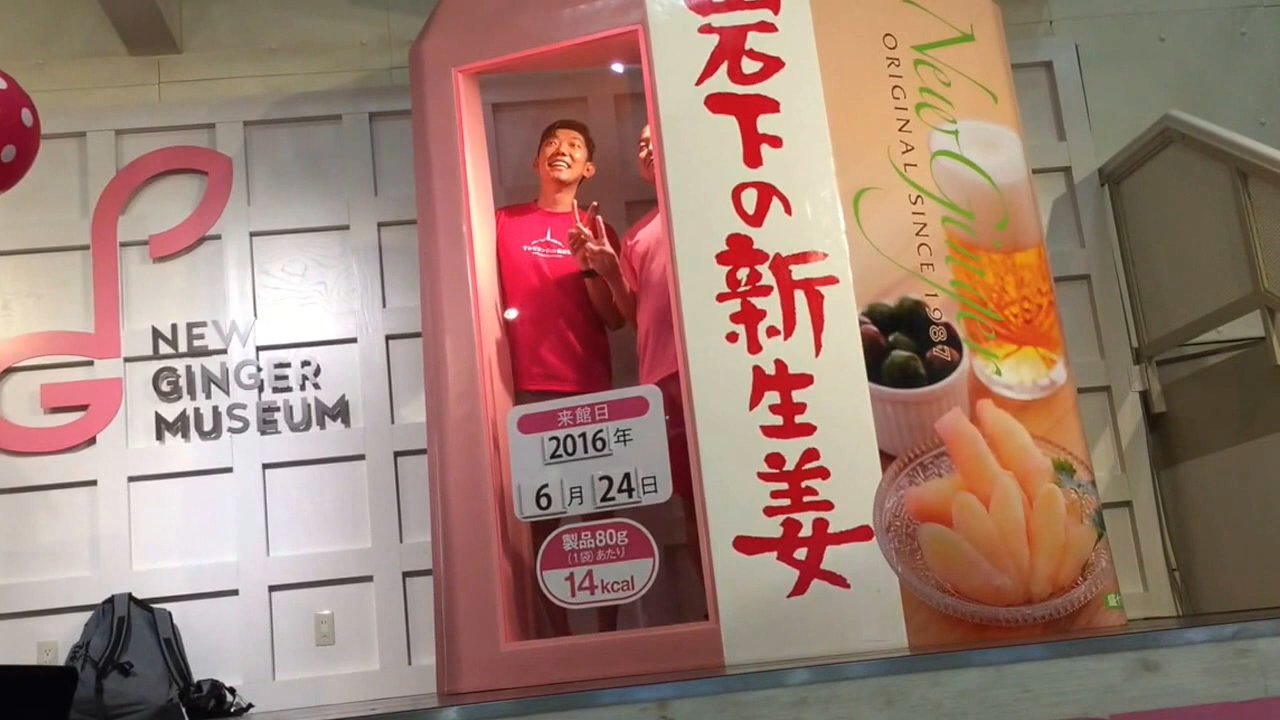 NEW
GINGER
MUSEUM
来館日
2016年
6月24日
製品80g
(1袋)あたり
14kcal
岩下の新生姜
New Ginger
ORIGINAL SINCE 1987